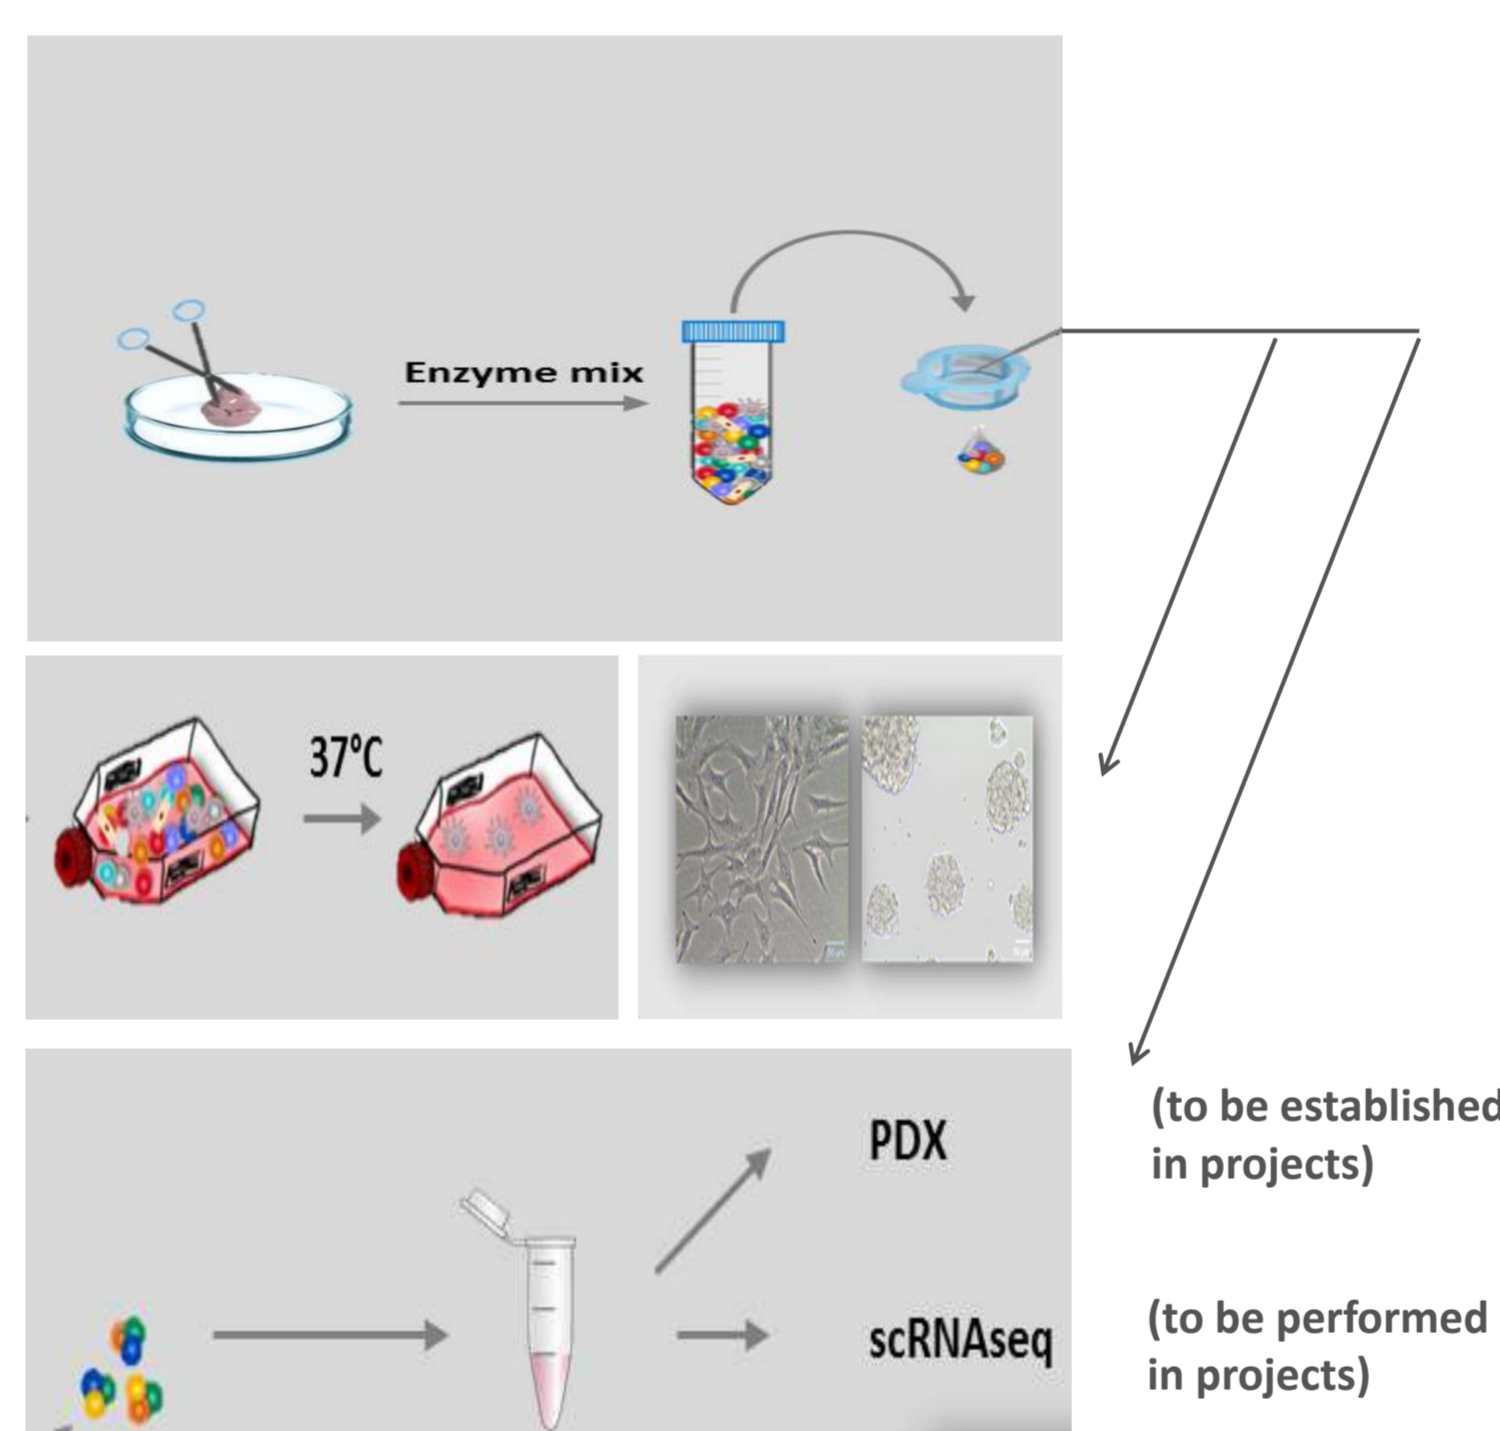 Enzyme mix
37°C
PDX
(to be established
in projects)
scRNAseq
(to be performed
in projects)